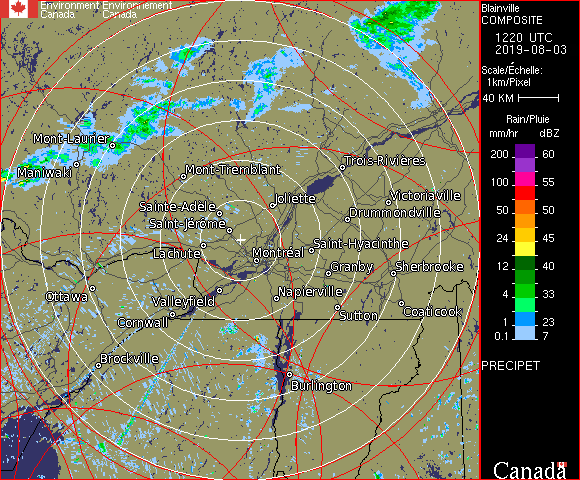 Environment Environnement
Canada Canada
Blainville
COMPOSITE
1220 UTC
2019-08-03
Scale/Échelle:
1km/Pixel
40 KM
Rain/Pluie
mm/hr dBZ
200 60
100 55
50 50
24 45
12 40
4 33
1 23
0.1 7
PRECIPET
Mont-Laurier
Maniwaki
Mont-Tremblant
Trois-Rivières
Sainte-Adèle
Joliette
Victoriaville
Saint-Jérôme
Drummondville
Lachute
Montréal
Saint-Hyacinthe
Granby
Sherbrooke
Ottawa
Valleyfield
Napierville
Cornwall
Sutton
Coaticook
Brockville
Burlington
Canada